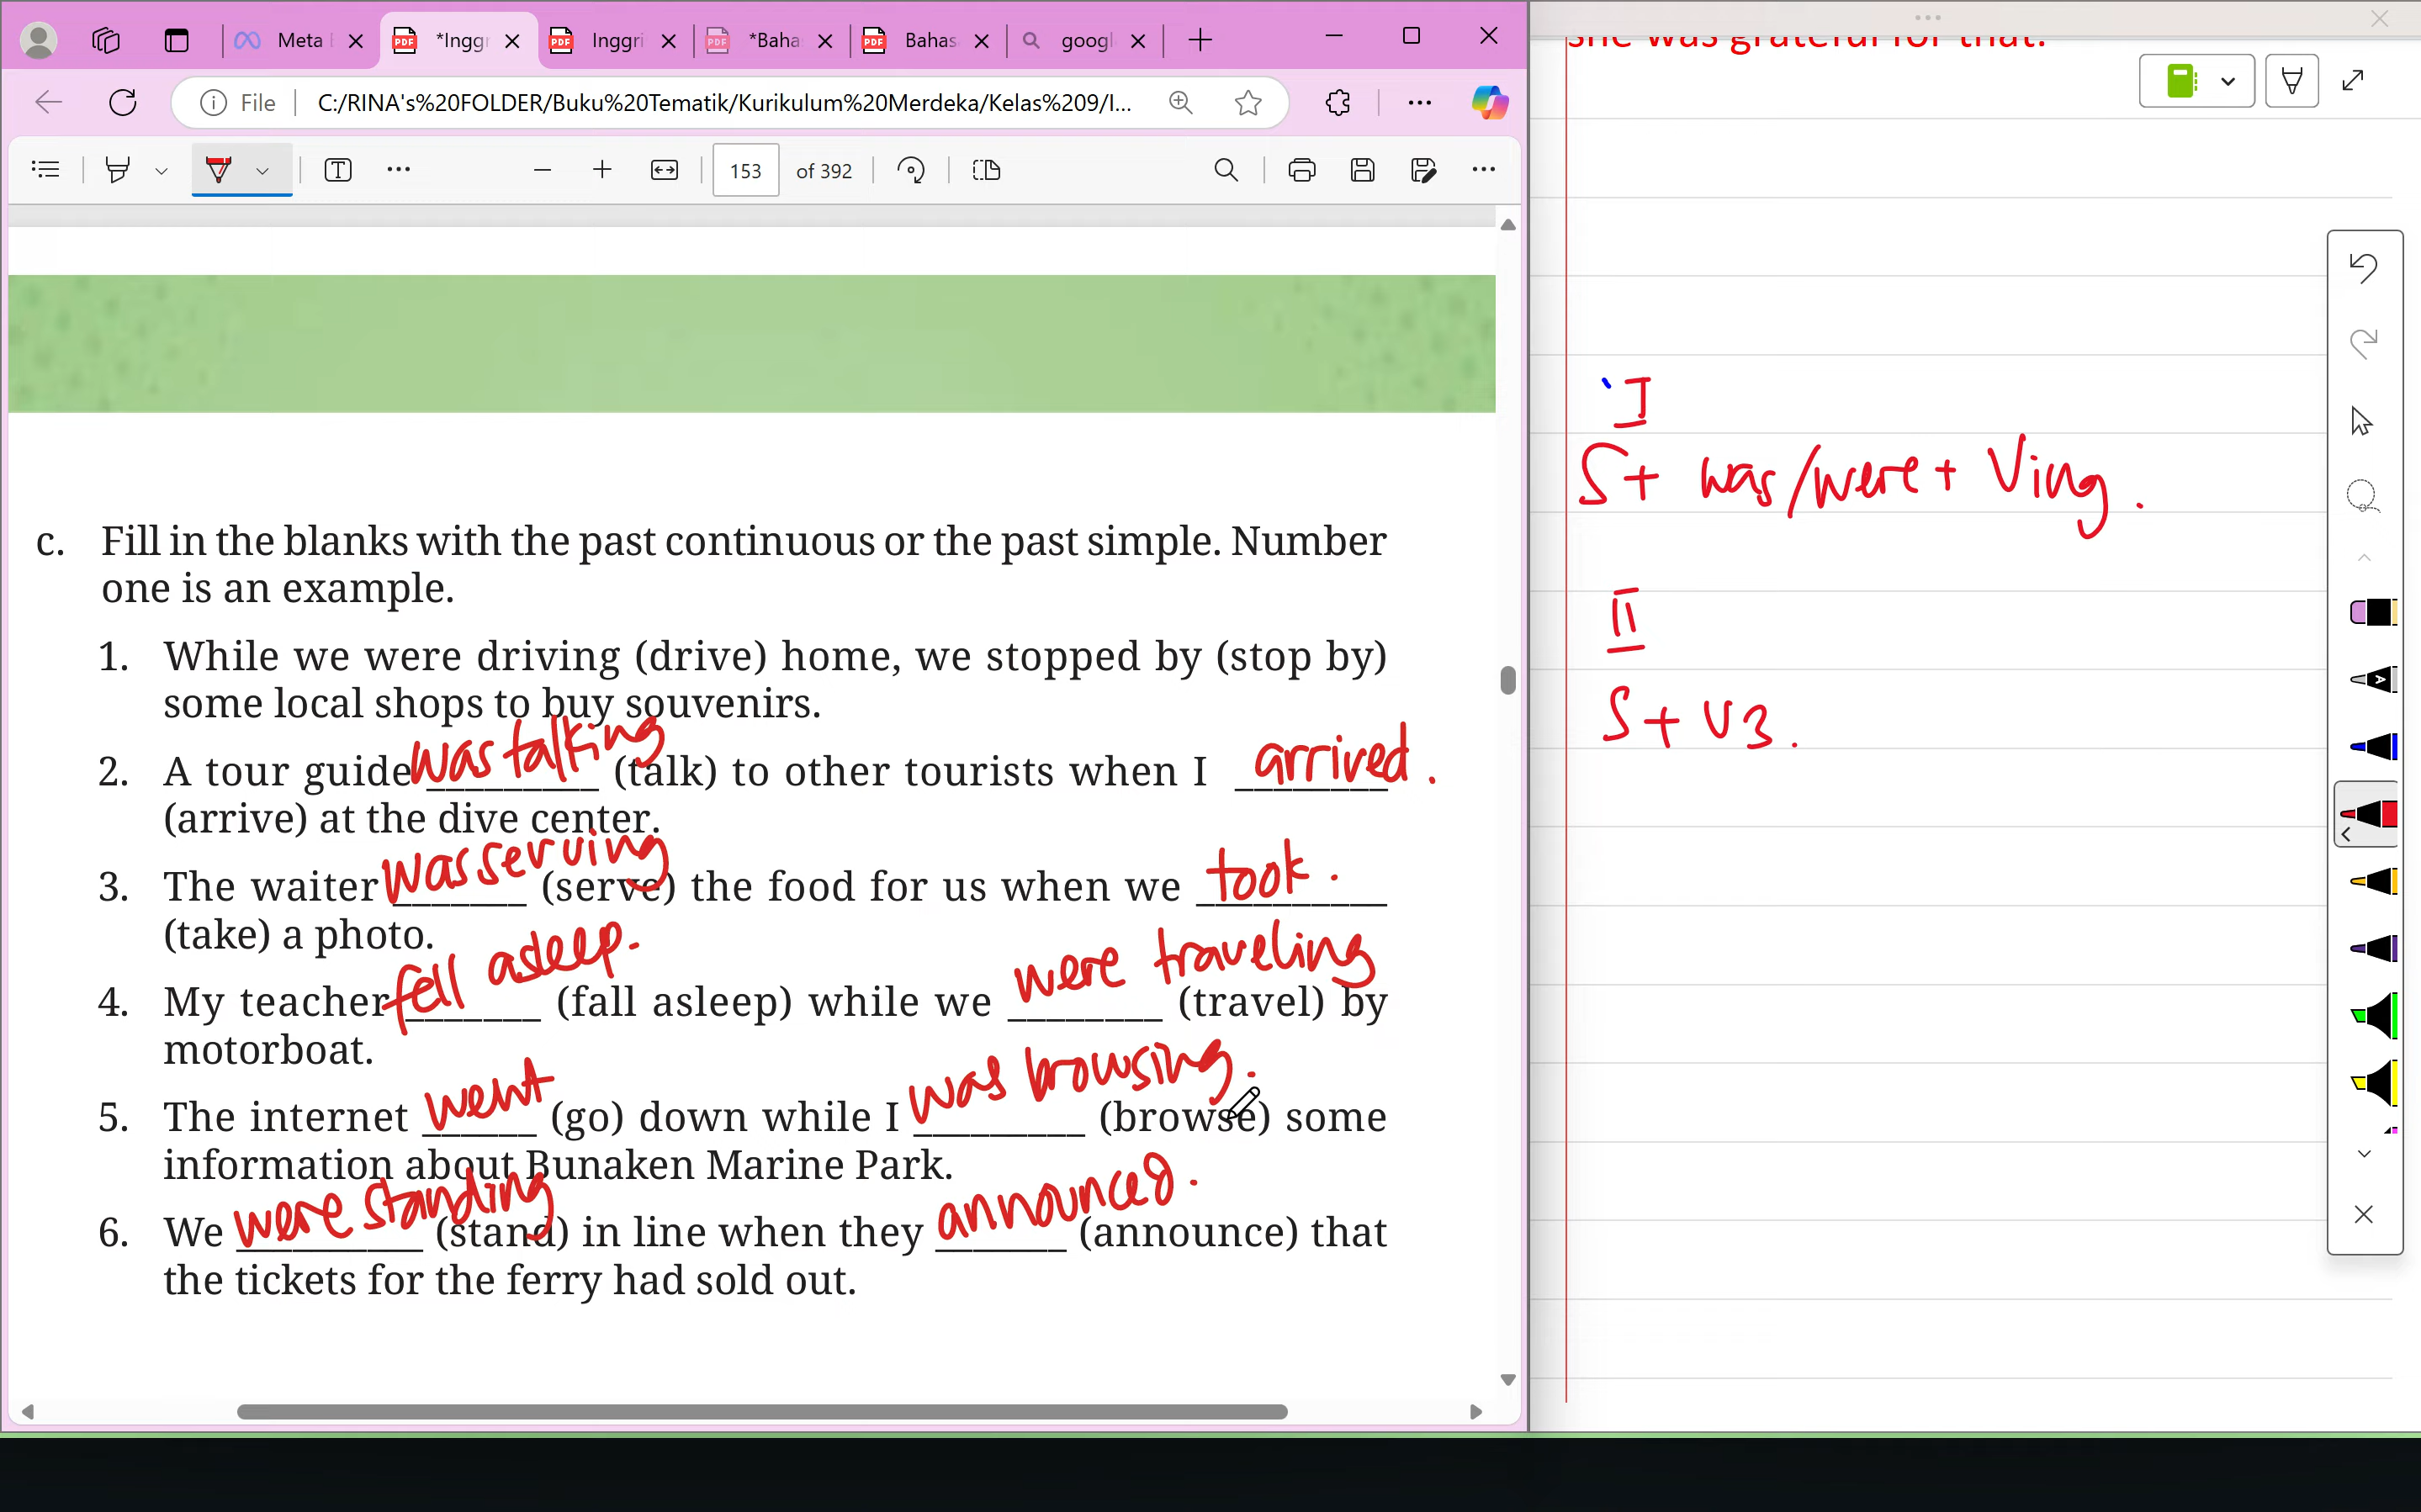 Meta
*Inggr
Inggri
*Baha
Bahas
googl
File
C:/RINA's%20FOLDER/Buku%20Tematik/Kurikulum%20Merdeka/Kelas%209/I...
153 of 392
c. Fill in the blanks with the past continuous or the past simple. Number
one is an example.
1. While we were driving (drive) home, we stopped by (stop by)
some local shops to buy souvenirs.
2. A tour guide was talking (talk) to other tourists when I arrived.
(arrive) at the dive center.
3. The waiter was serving (serve) the food for us when we took.
(take) a photo.
4. My teacher fell asleep. (fall asleep) while we were traveling (travel) by
motorboat.
5. The internet went (go) down while I was browsing. (browse) some
information about Bunaken Marine Park.
6. We were standing (stand) in line when they announced. (announce) that
the tickets for the ferry had sold out.
she was grateful for that.
I
S + was/were + Ving.
II
S + V3.